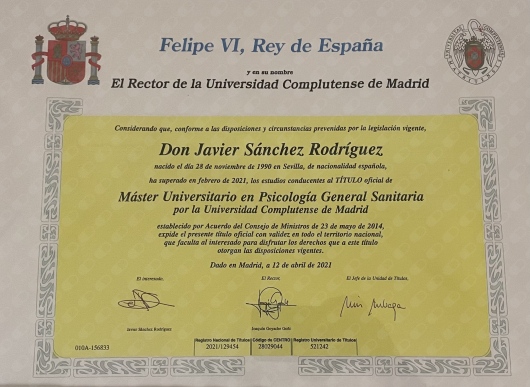 Felipe VI, Rey de España
y en su nombre
El Rector de la Universidad Complutense de Madrid
Considerando que, conforme a las disposiciones y circunstancias prevenidas por la legislación vigente,
Don Javier Sánchez Rodríguez
nacido el día 28 de noviembre de 1990 en Sevilla, de nacionalidad española,
ha superado en febrero de 2021, los estudios conducentes al TÍTULO oficial de
Máster Universitario en Psicología General Sanitaria
por la Universidad Complutense de Madrid
establecido por Acuerdo del Consejo de Ministros de 23 de mayo de 2014,
expide el presente título oficial con validez en todo el territorio nacional,
que faculta al interesado para disfrutar los derechos que a este título
otorgan las disposiciones vigentes.
Dado en Madrid, a 12 de abril de 2021
El interesado, El Rector, El Jefe de la Unidad de Títulos,
Javier Sánchez Rodríguez Joaquín Goyache Goñi
010A-156833
Registro Nacional de Títulos Código de CENTRO Registro Universitario de Títulos
2021/129454 28029044 521242